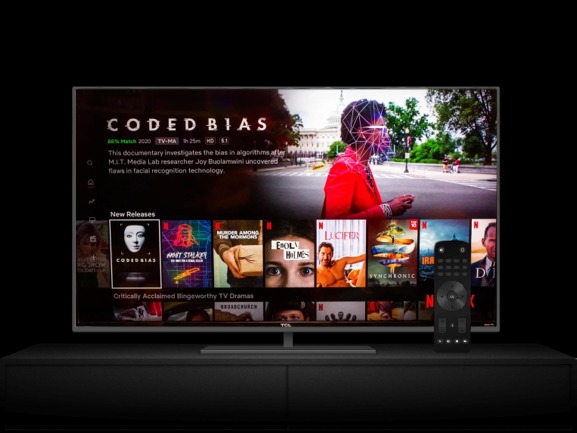 CODED BIAS
86% Match 2020 TV-MA 1h 25m HD 5.1
This documentary investigates the bias in algorithms after
M.I.T. Media Lab researcher Joy Buolamwini uncovered
flaws in facial recognition technology.
New Releases
CODED BIAS
NIGHT STALKER
MURDER AMONG
THE MORMONS
ENOLA
HOLMES
LUCIFER
SYNCHRONIC
Critically Acclaimed Bingeworthy TV Dramas
BROADCHURCH
TCL